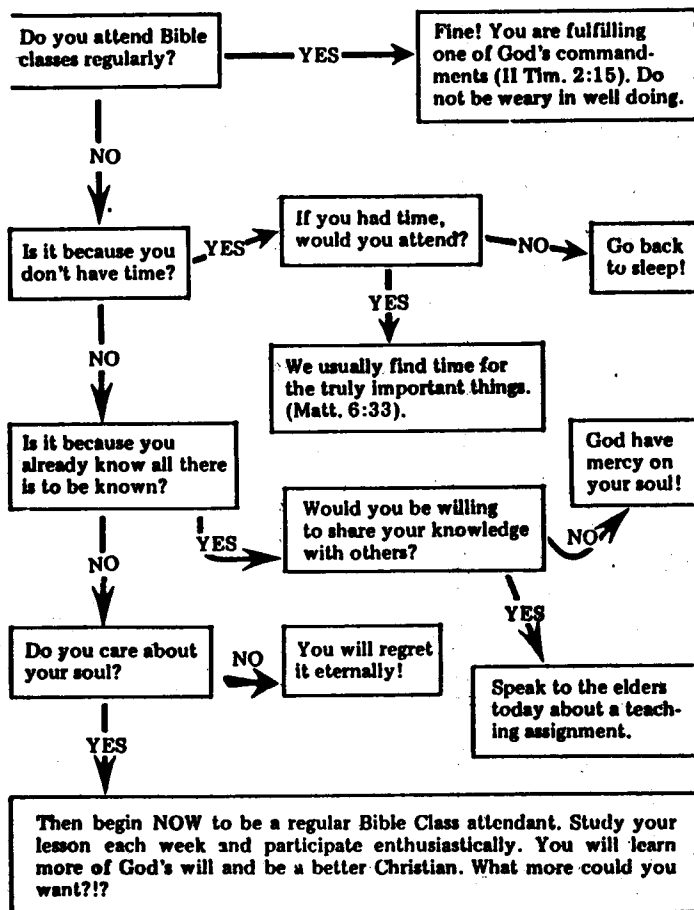 Do you attend Bible
classes regularly?
YES
Fine! You are fulfilling
one of God's command-
ments (II Tim. 2:15). Do
not be weary in well doing.
NO
Is it because you
don't have time?
YES
If you had time,
would you attend?
NO
Go back
to sleep!
YES
We usually find time for
the truly important things.
(Matt. 6:33).
NO
Is it because you
already know all there
is to be known?
YES
Would you be willing
to share your knowledge
with others?
NO
God have
mercy on
your soul!
YES
Speak to the elders
today about a teach-
ing assignment.
NO
Do you care about
your soul?
NO
You will regret
it eternally!
YES
Then begin NOW to be a regular Bible Class attendant. Study your
lesson each week and participate enthusiastically. You will learn
more of God's will and be a better Christian. What more could you
want?!?